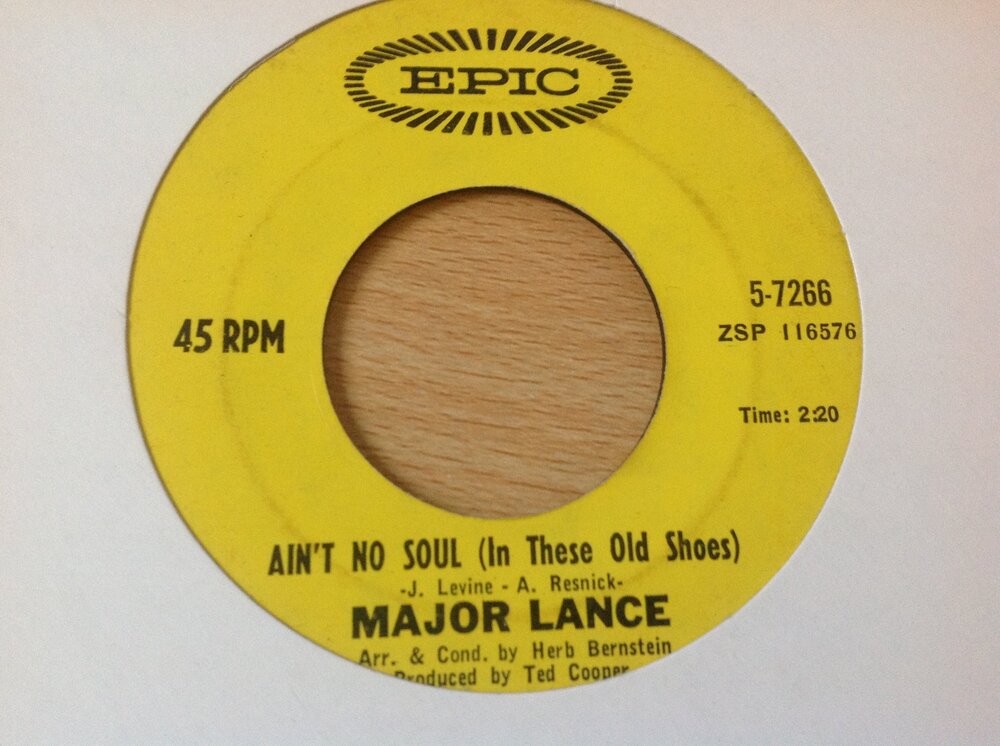 EPIC
45 RPM
5-7266
ZSP 116576
Time: 2:20
AIN'T NO SOUL (In These Old Shoes)
-J. Levine - A. Resnick-
MAJOR LANCE
Arr. & Cond. by Herb Bernstein
Produced by Ted Cooper